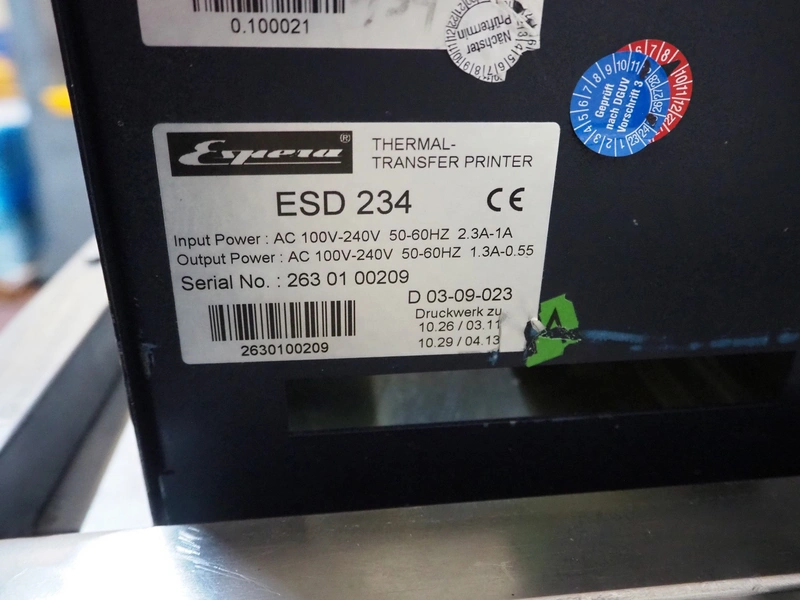 0.100021
Nächster
Prüftermin
Geprüft
nach DGUV
Vorschrift 3
Espera®
THERMAL-
TRANSFER PRINTER
ESD 234
CE
Input Power : AC 100V-240V 50-60HZ 2.3A-1A
Output Power : AC 100V-240V 50-60HZ 1.3A-0.55
Serial No. : 263 01 00209
D 03-09-023
Druckwerk zu
10.26 / 03.11
10.29 / 04.13
2630100209